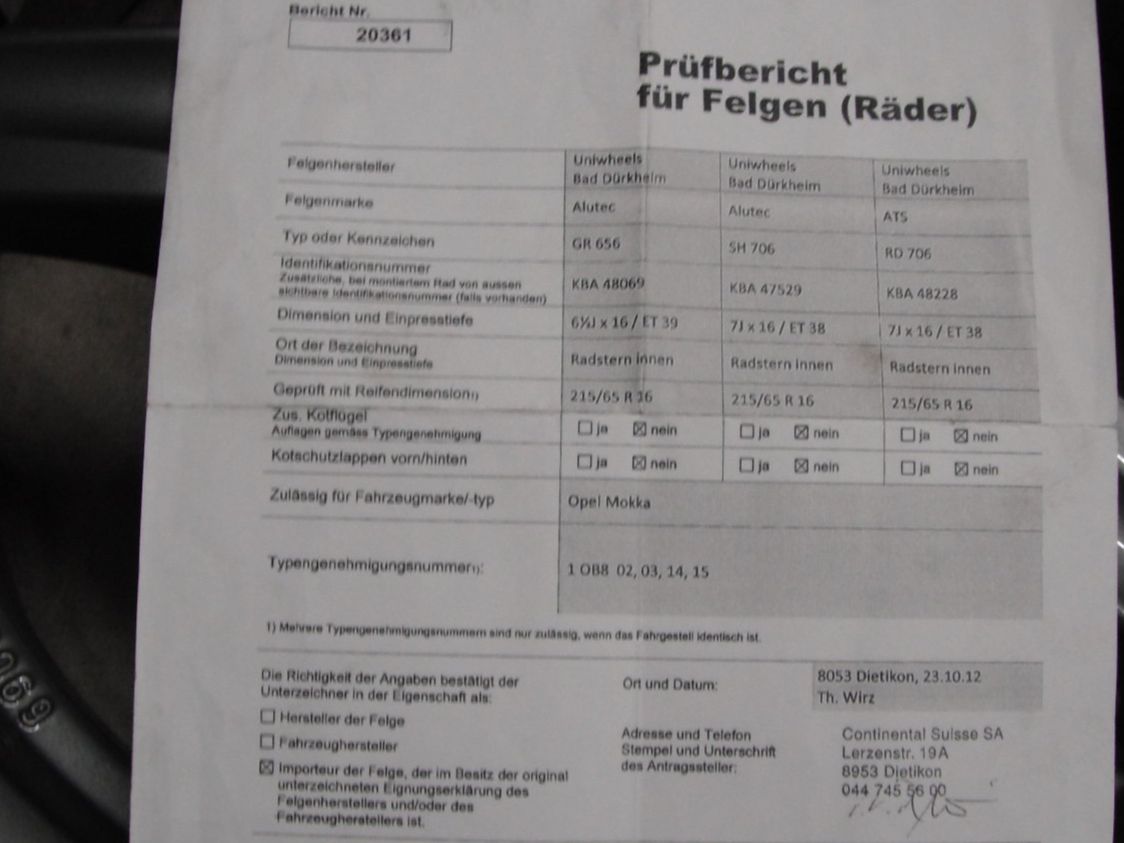 Bericht Nr.
20361
Prüfbericht
für Felgen (Räder)
Felgenhersteller Uniwheels Uniwheels Uniwheels
Bad Dürkheim Bad Dürkheim Bad Dürkheim
Felgenmarke Alutec Alutec ATS
Typ oder Kennzeichen GR 656 SH 706 RD 706
Identifikationsnummer
Zusätzliche, bei montiertem Rad von aussen
sichtbare Identifikationsnummer (falls vorhanden) KBA 48069 KBA 47529 KBA 48228
Dimension und Einpresstiefe 6½J x 16 / ET 39 7J x 16 / ET 38 7J x 16 / ET 38
Ort der Bezeichnung
Dimension und Einpresstiefe Radstern innen Radstern innen Radstern innen
Geprüft mit Reifendimension1) 215/65 R 16 215/65 R 16 215/65 R 16
Zus. Kotflügel
Auflagen gemäss Typengenehmigung ☐ ja ☒ nein ☐ ja ☒ nein ☐ ja ☒ nein
Kotschutzlappen vorn/hinten ☐ ja ☒ nein ☐ ja ☒ nein ☐ ja ☒ nein
Zulässig für Fahrzeugmarke/-typ Opel Mokka
Typengenehmigungsnummer1): 1 OB8 02, 03, 14, 15
1) Mehrere Typengenehmigungsnummern sind nur zulässig, wenn das Fahrgestell identisch ist.
Die Richtigkeit der Angaben bestätigt der
Unterzeichner in der Eigenschaft als:
☐ Hersteller der Felge
☐ Fahrzeughersteller
☒ Importeur der Felge, der im Besitz der original
unterzeichneten Eignungserklärung des
Felgenherstellers und/oder des
Fahrzeugherstellers ist.
Ort und Datum: 8053 Dietikon, 23.10.12
Th. Wirz
Adresse und Telefon
Stempel und Unterschrift
des Antragssteller:
Continental Suisse SA
Lerzenstr. 19A
8953 Dietikon
044 745 56 00
069